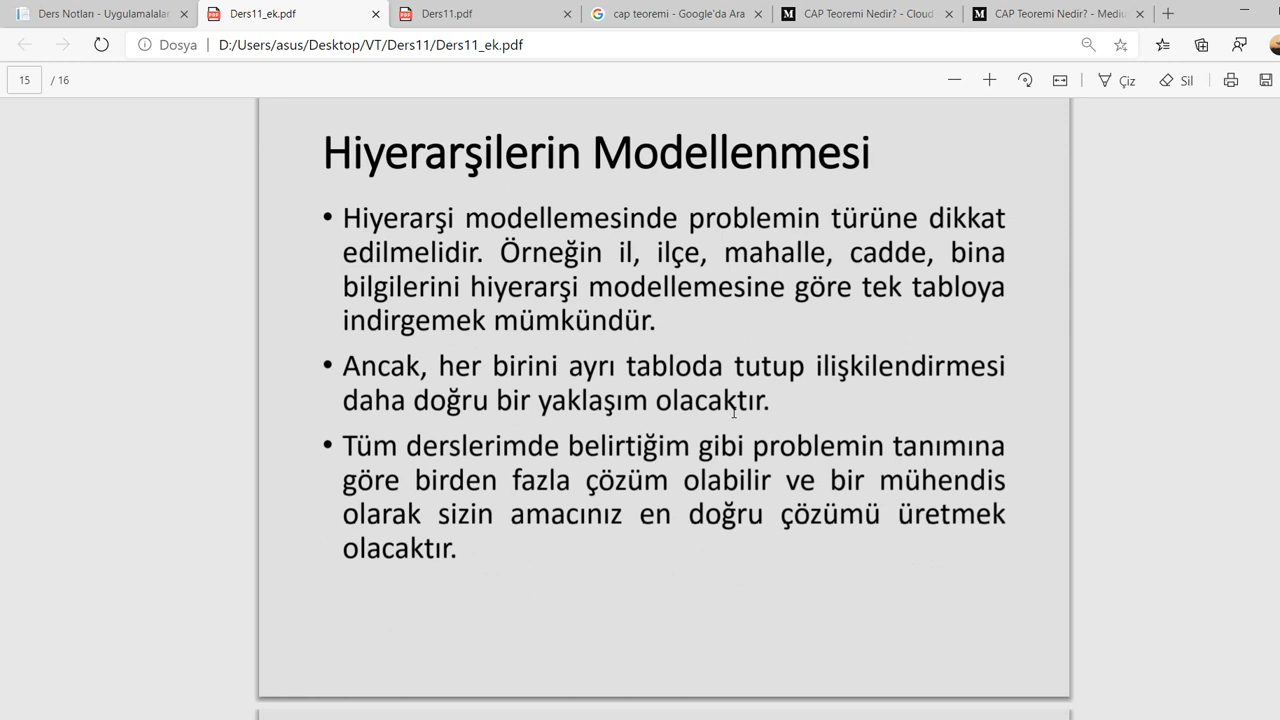 Ders Notları - Uygulamalalar
Ders11_ek.pdf
Ders11.pdf
cap teoremi - Google'da Ara
CAP Teoremi Nedir? - Cloud
CAP Teoremi Nedir? - Mediu
Dosya
D:/Users/asus/Desktop/VT/Ders11/Ders11_ek.pdf
15 / 16
Çiz
Sil
Hiyerarşilerin Modellenmesi
• Hiyerarşi modellemesinde problemin türüne dikkat
edilmelidir. Örneğin il, ilçe, mahalle, cadde, bina
bilgilerini hiyerarşi modellemesine göre tek tabloya
indirgemek mümkündür.
• Ancak, her birini ayrı tabloda tutup ilişkilendirmesi
daha doğru bir yaklaşım olacaktır.
• Tüm derslerimde belirtiğim gibi problemin tanımına
göre birden fazla çözüm olabilir ve bir mühendis
olarak sizin amacınız en doğru çözümü üretmek
olacaktır.